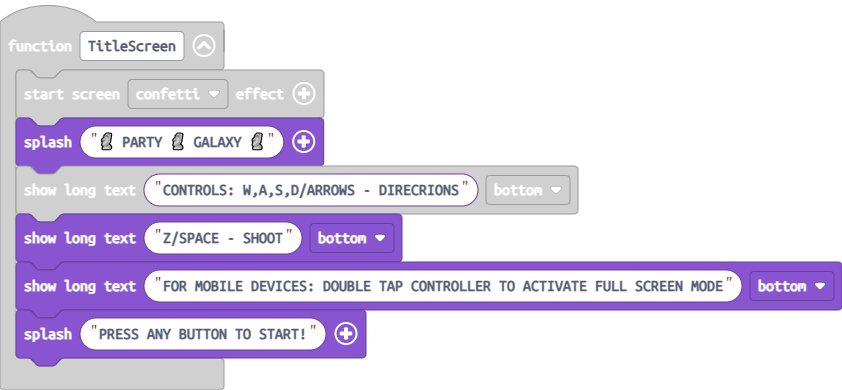 function TitleScreen
start screen confetti effect
splash "🗿 PARTY 🗿 GALAXY 🗿"
show long text "CONTROLS: W,A,S,D/ARROWS - DIRECRIONS" bottom
show long text "Z/SPACE - SHOOT" bottom
show long text "FOR MOBILE DEVICES: DOUBLE TAP CONTROLLER TO ACTIVATE FULL SCREEN MODE" bottom
splash "PRESS ANY BUTTON TO START!"